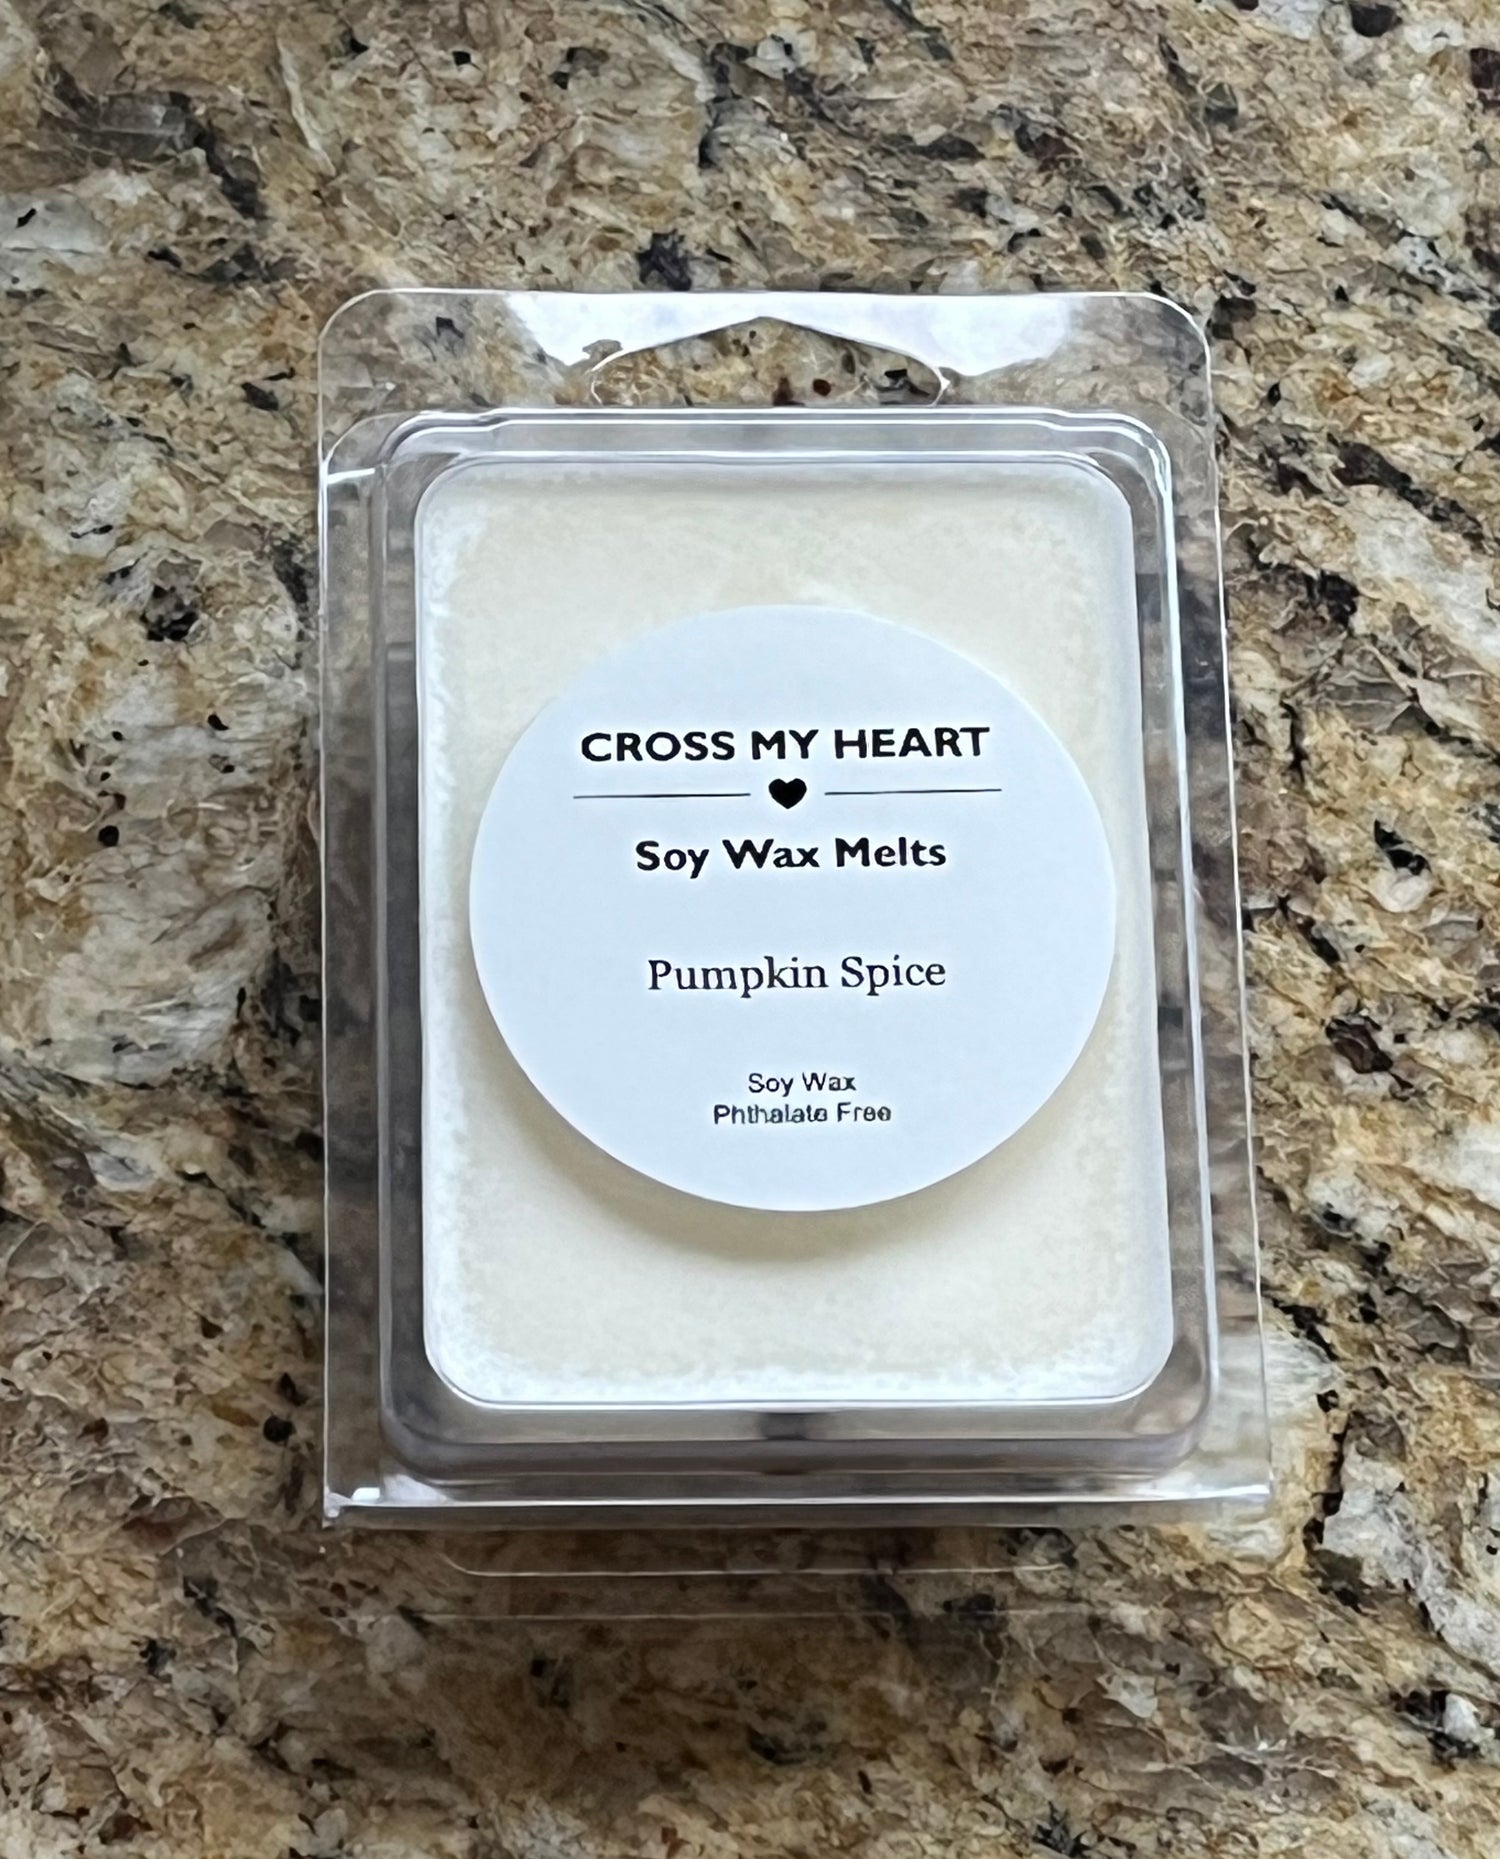 CROSS MY HEART
Soy Wax Melts
Pumpkin Spice
Soy Wax
Phthalate Free